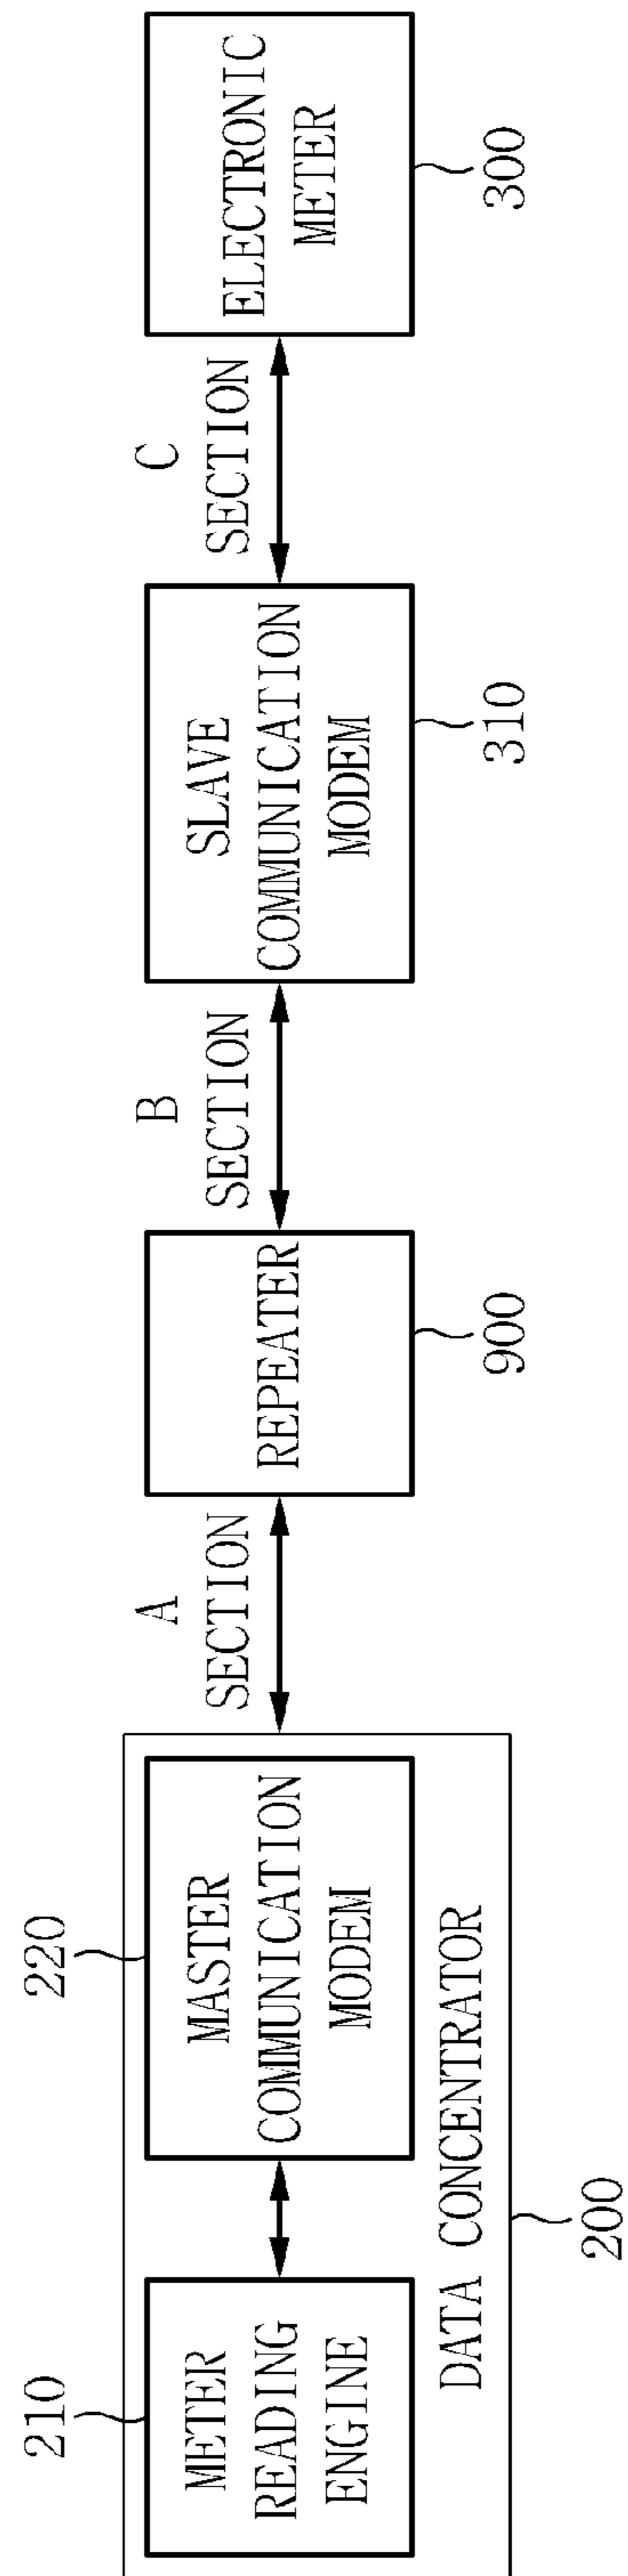 210
METER
READING
ENGINE
220
MASTER
COMMUNICATION
MODEM
DATA CONCENTRATOR
200
A
SECTION
REPEATER
900
B
SECTION
SLAVE
COMMUNICATION
MODEM
310
C
SECTION
ELECTRONIC
METER
300